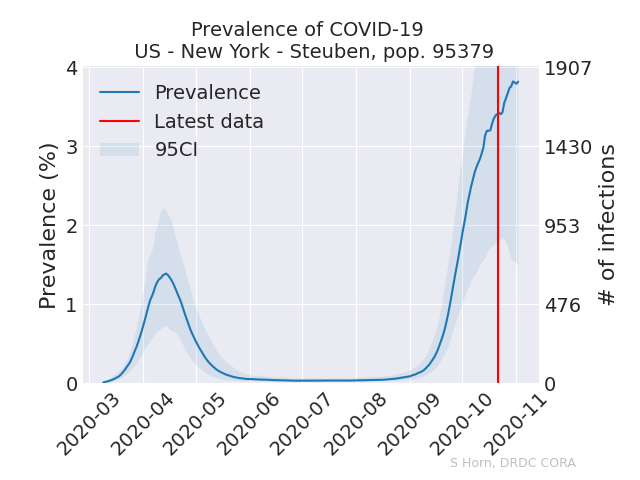 Prevalence of COVID-19
US - New York - Steuben, pop. 95379
4
3
2
1
0
Prevalence (%)
Prevalence
Latest data
95CI
1907
1430
953
476
0
# of infections
2020-03
2020-04
2020-05
2020-06
2020-07
2020-08
2020-09
2020-10
2020-11
S Horn, DRDC CORA